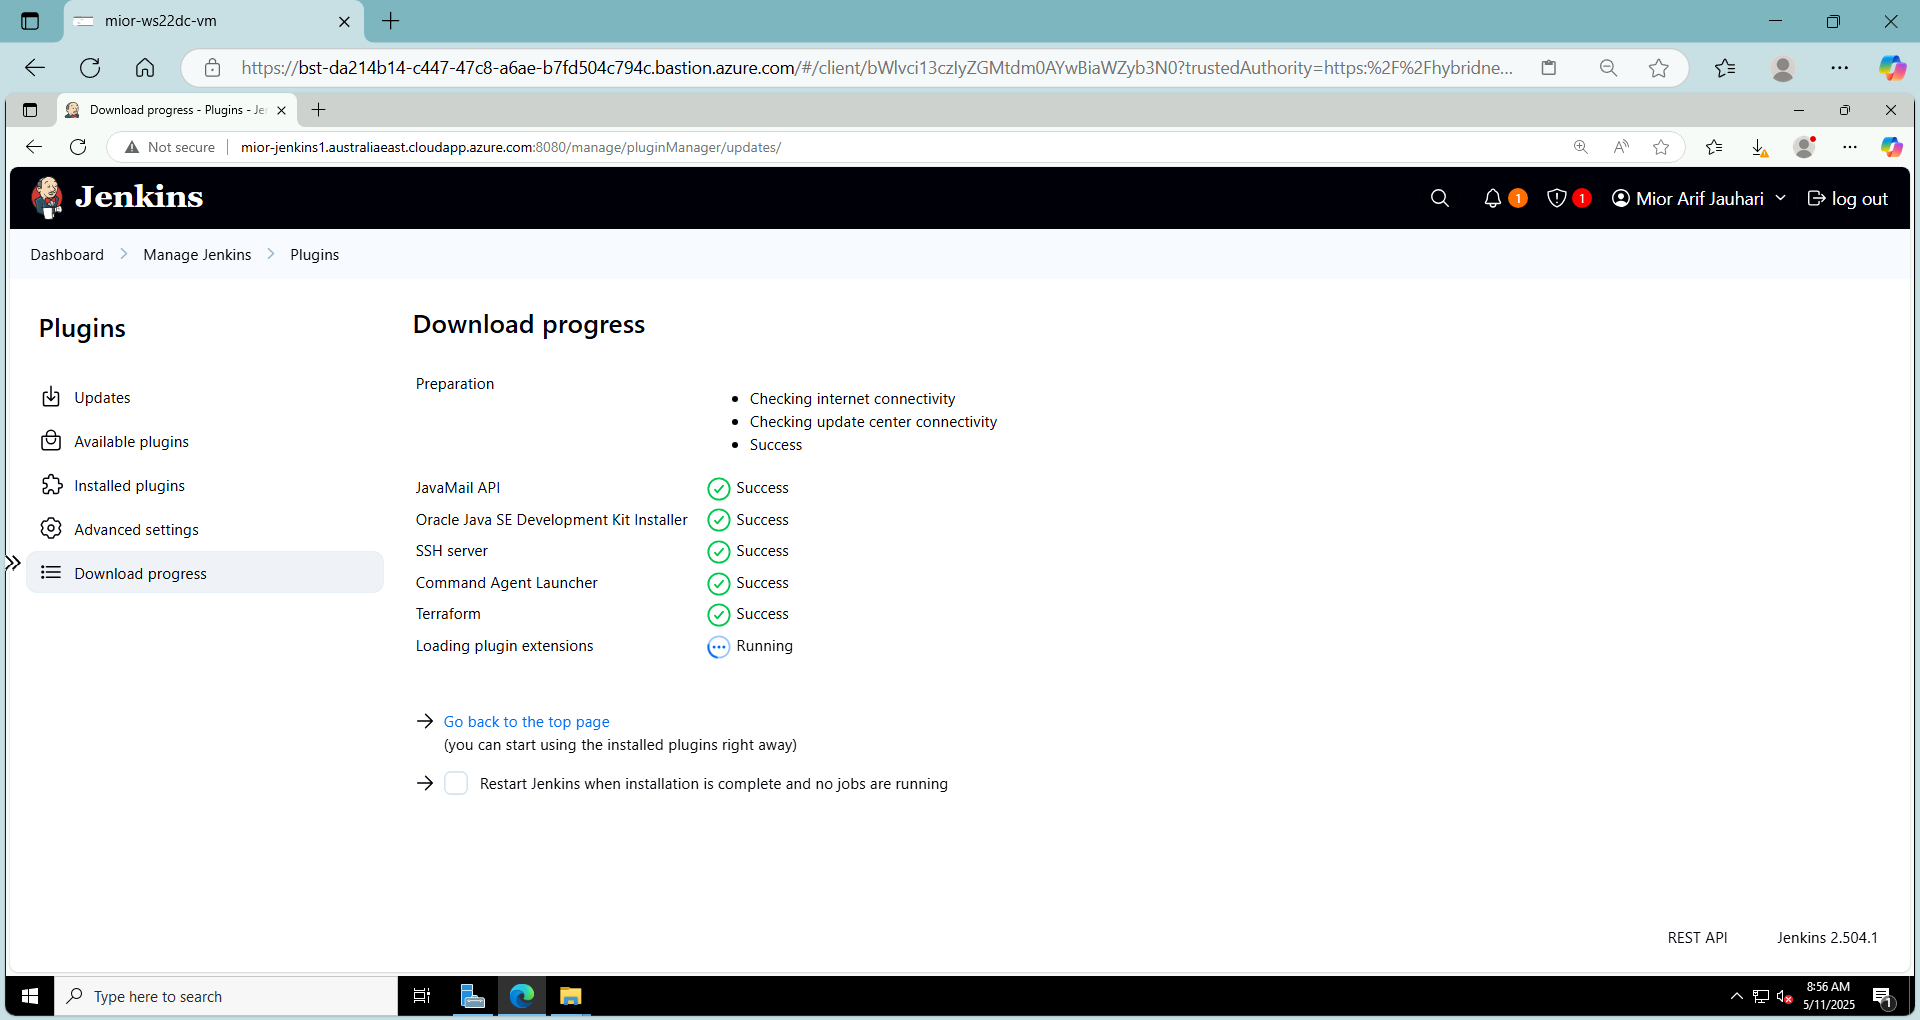 mior-ws22dc-vm
https://bst-da214b14-c447-47c8-a6ae-b7fd504c794c.bastion.azure.com/#/client/bWlvci13czIyZGMtdm0AYwBiaWZyb3N0?trustedAuthority=https:%2F%2Fhybridne...
Download progress - Plugins - Je
Not secure
mior-jenkins1.australiaeast.cloudapp.azure.com:8080/manage/pluginManager/updates/
Jenkins
1
1
Mior Arif Jauhari
log out
Dashboard
Manage Jenkins
Plugins
Plugins
Updates
Available plugins
Installed plugins
Advanced settings
Download progress
Download progress
Preparation
Checking internet connectivity
Checking update center connectivity
Success
JavaMail API Success
Oracle Java SE Development Kit Installer Success
SSH server Success
Command Agent Launcher Success
Terraform Success
Loading plugin extensions Running
Go back to the top page
(you can start using the installed plugins right away)
Restart Jenkins when installation is complete and no jobs are running
REST API
Jenkins 2.504.1
Type here to search
8:56 AM
5/11/2025
1